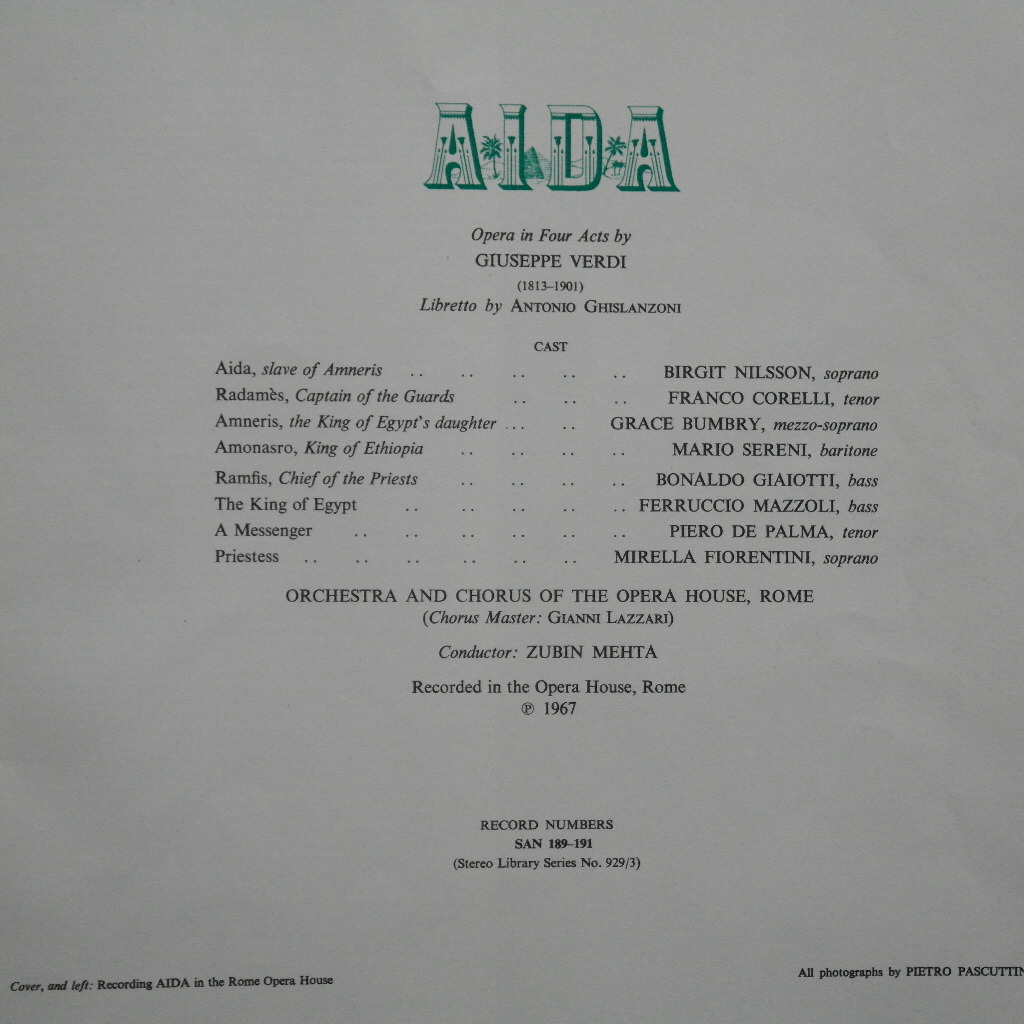 AIDA
Opera in Four Acts by
GIUSEPPE VERDI
(1813–1901)
Libretto by ANTONIO GHISLANZONI
CAST
Aida, slave of Amneris .. .. .. .. .. BIRGIT NILSSON, soprano
Radamès, Captain of the Guards .. .. .. FRANCO CORELLI, tenor
Amneris, the King of Egypt's daughter ... .. GRACE BUMBRY, mezzo-soprano
Amonasro, King of Ethiopia .. .. .. .. MARIO SERENI, baritone
Ramfis, Chief of the Priests .. .. .. .. BONALDO GIAIOTTI, bass
The King of Egypt .. .. .. .. .. FERRUCCIO MAZZOLI, bass
A Messenger .. .. .. .. .. .. PIERO DE PALMA, tenor
Priestess .. .. .. .. .. .. MIRELLA FIORENTINI, soprano
ORCHESTRA AND CHORUS OF THE OPERA HOUSE, ROME
(Chorus Master: GIANNI LAZZARI)
Conductor: ZUBIN MEHTA
Recorded in the Opera House, Rome
℗ 1967
RECORD NUMBERS
SAN 189–191
(Stereo Library Series No. 929/3)
Cover, and left: Recording AIDA in the Rome Opera House
All photographs by PIETRO PASCUTTIN